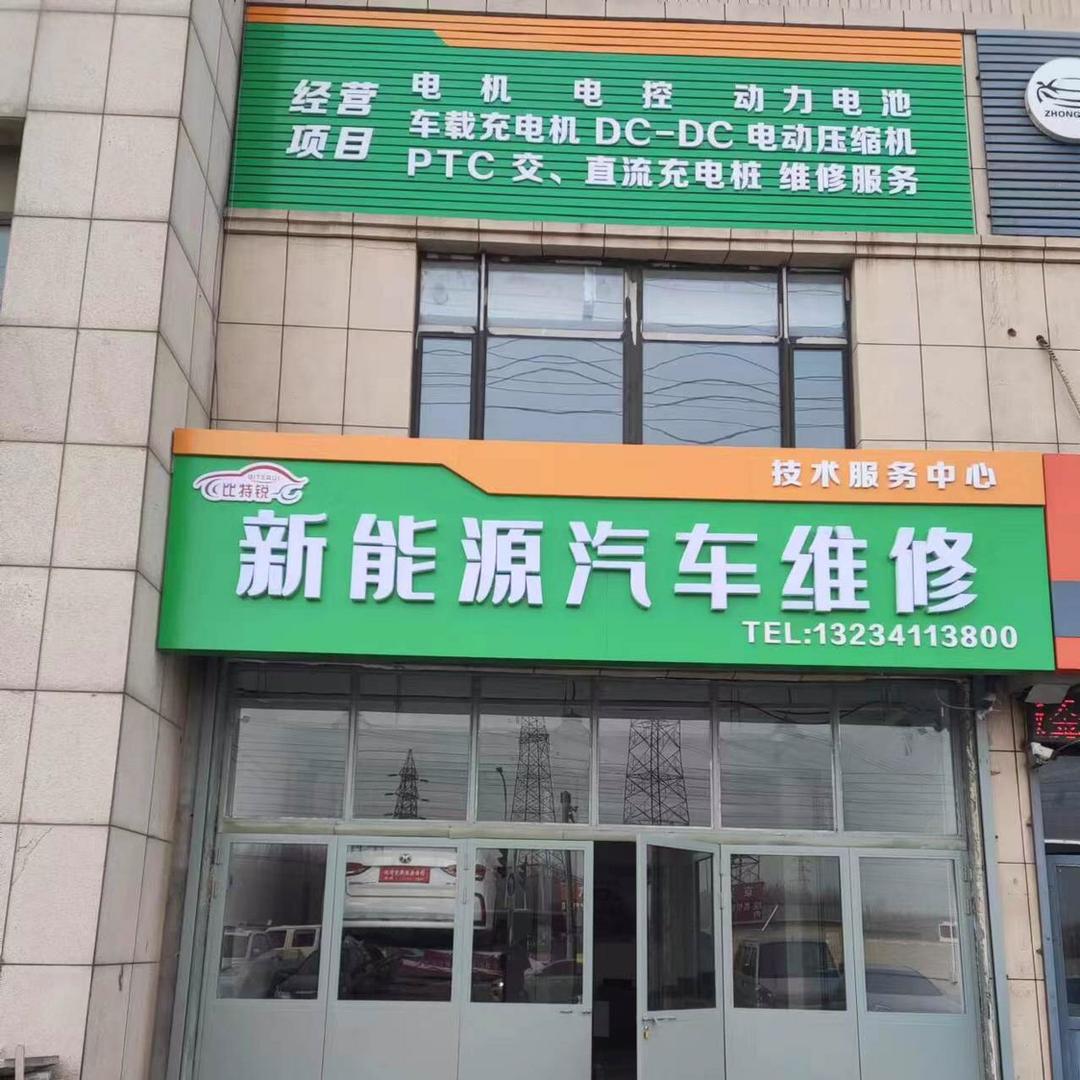 经营项目
电机 电控 动力电池
车载充电机 DC-DC 电动压缩机
PTC 交、直流充电桩 维修服务
ZHONG
技术服务中心
BITERUI
比特锐
新能源汽车维修
TEL:13234113800